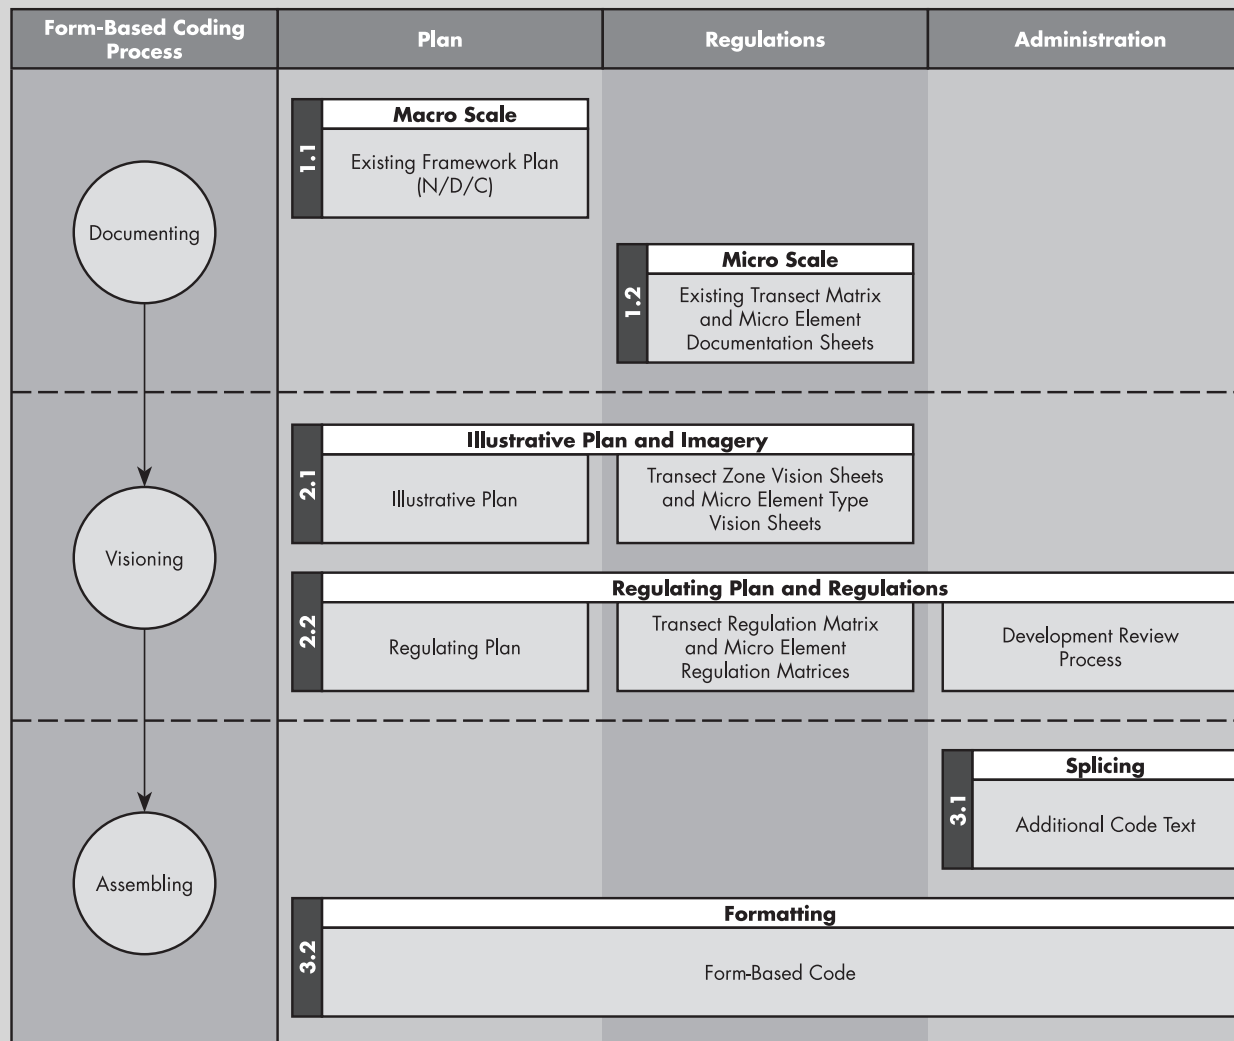 Form-Based Coding
Process
Plan
Regulations
Administration
Documenting
1.1
Macro Scale
Existing Framework Plan
(N/D/C)
1.2
Micro Scale
Existing Transect Matrix
and Micro Element
Documentation Sheets
Visioning
2.1
Illustrative Plan and Imagery
Illustrative Plan
Transect Zone Vision Sheets
and Micro Element Type
Vision Sheets
2.2
Regulating Plan and Regulations
Regulating Plan
Transect Regulation Matrix
and Micro Element
Regulation Matrices
Development Review
Process
Assembling
3.1
Splicing
Additional Code Text
3.2
Formatting
Form-Based Code